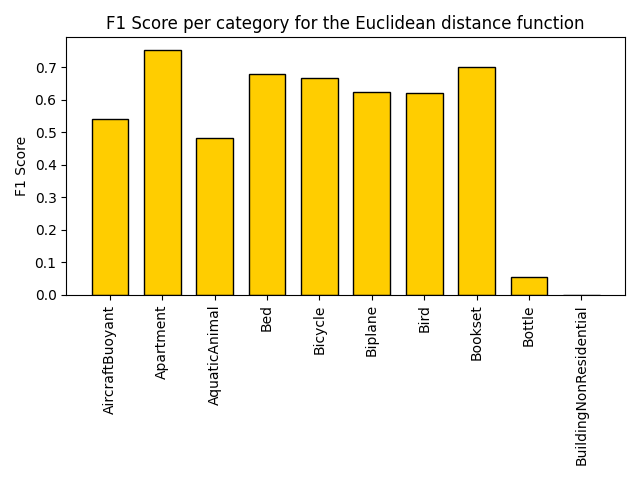 F1 Score per category for the Euclidean distance function
F1 Score
0.7
0.6
0.5
0.4
0.3
0.2
0.1
0.0
AircraftBuoyant
Apartment
AquaticAnimal
Bed
Bicycle
Biplane
Bird
Bookset
Bottle
BuildingNonResidential